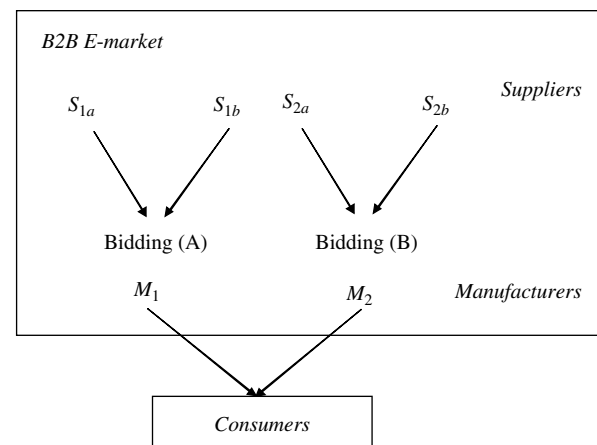 B2B E-market
Suppliers
S1a S1b S2a S2b
Bidding (A) Bidding (B)
M1 M2 Manufacturers
Consumers